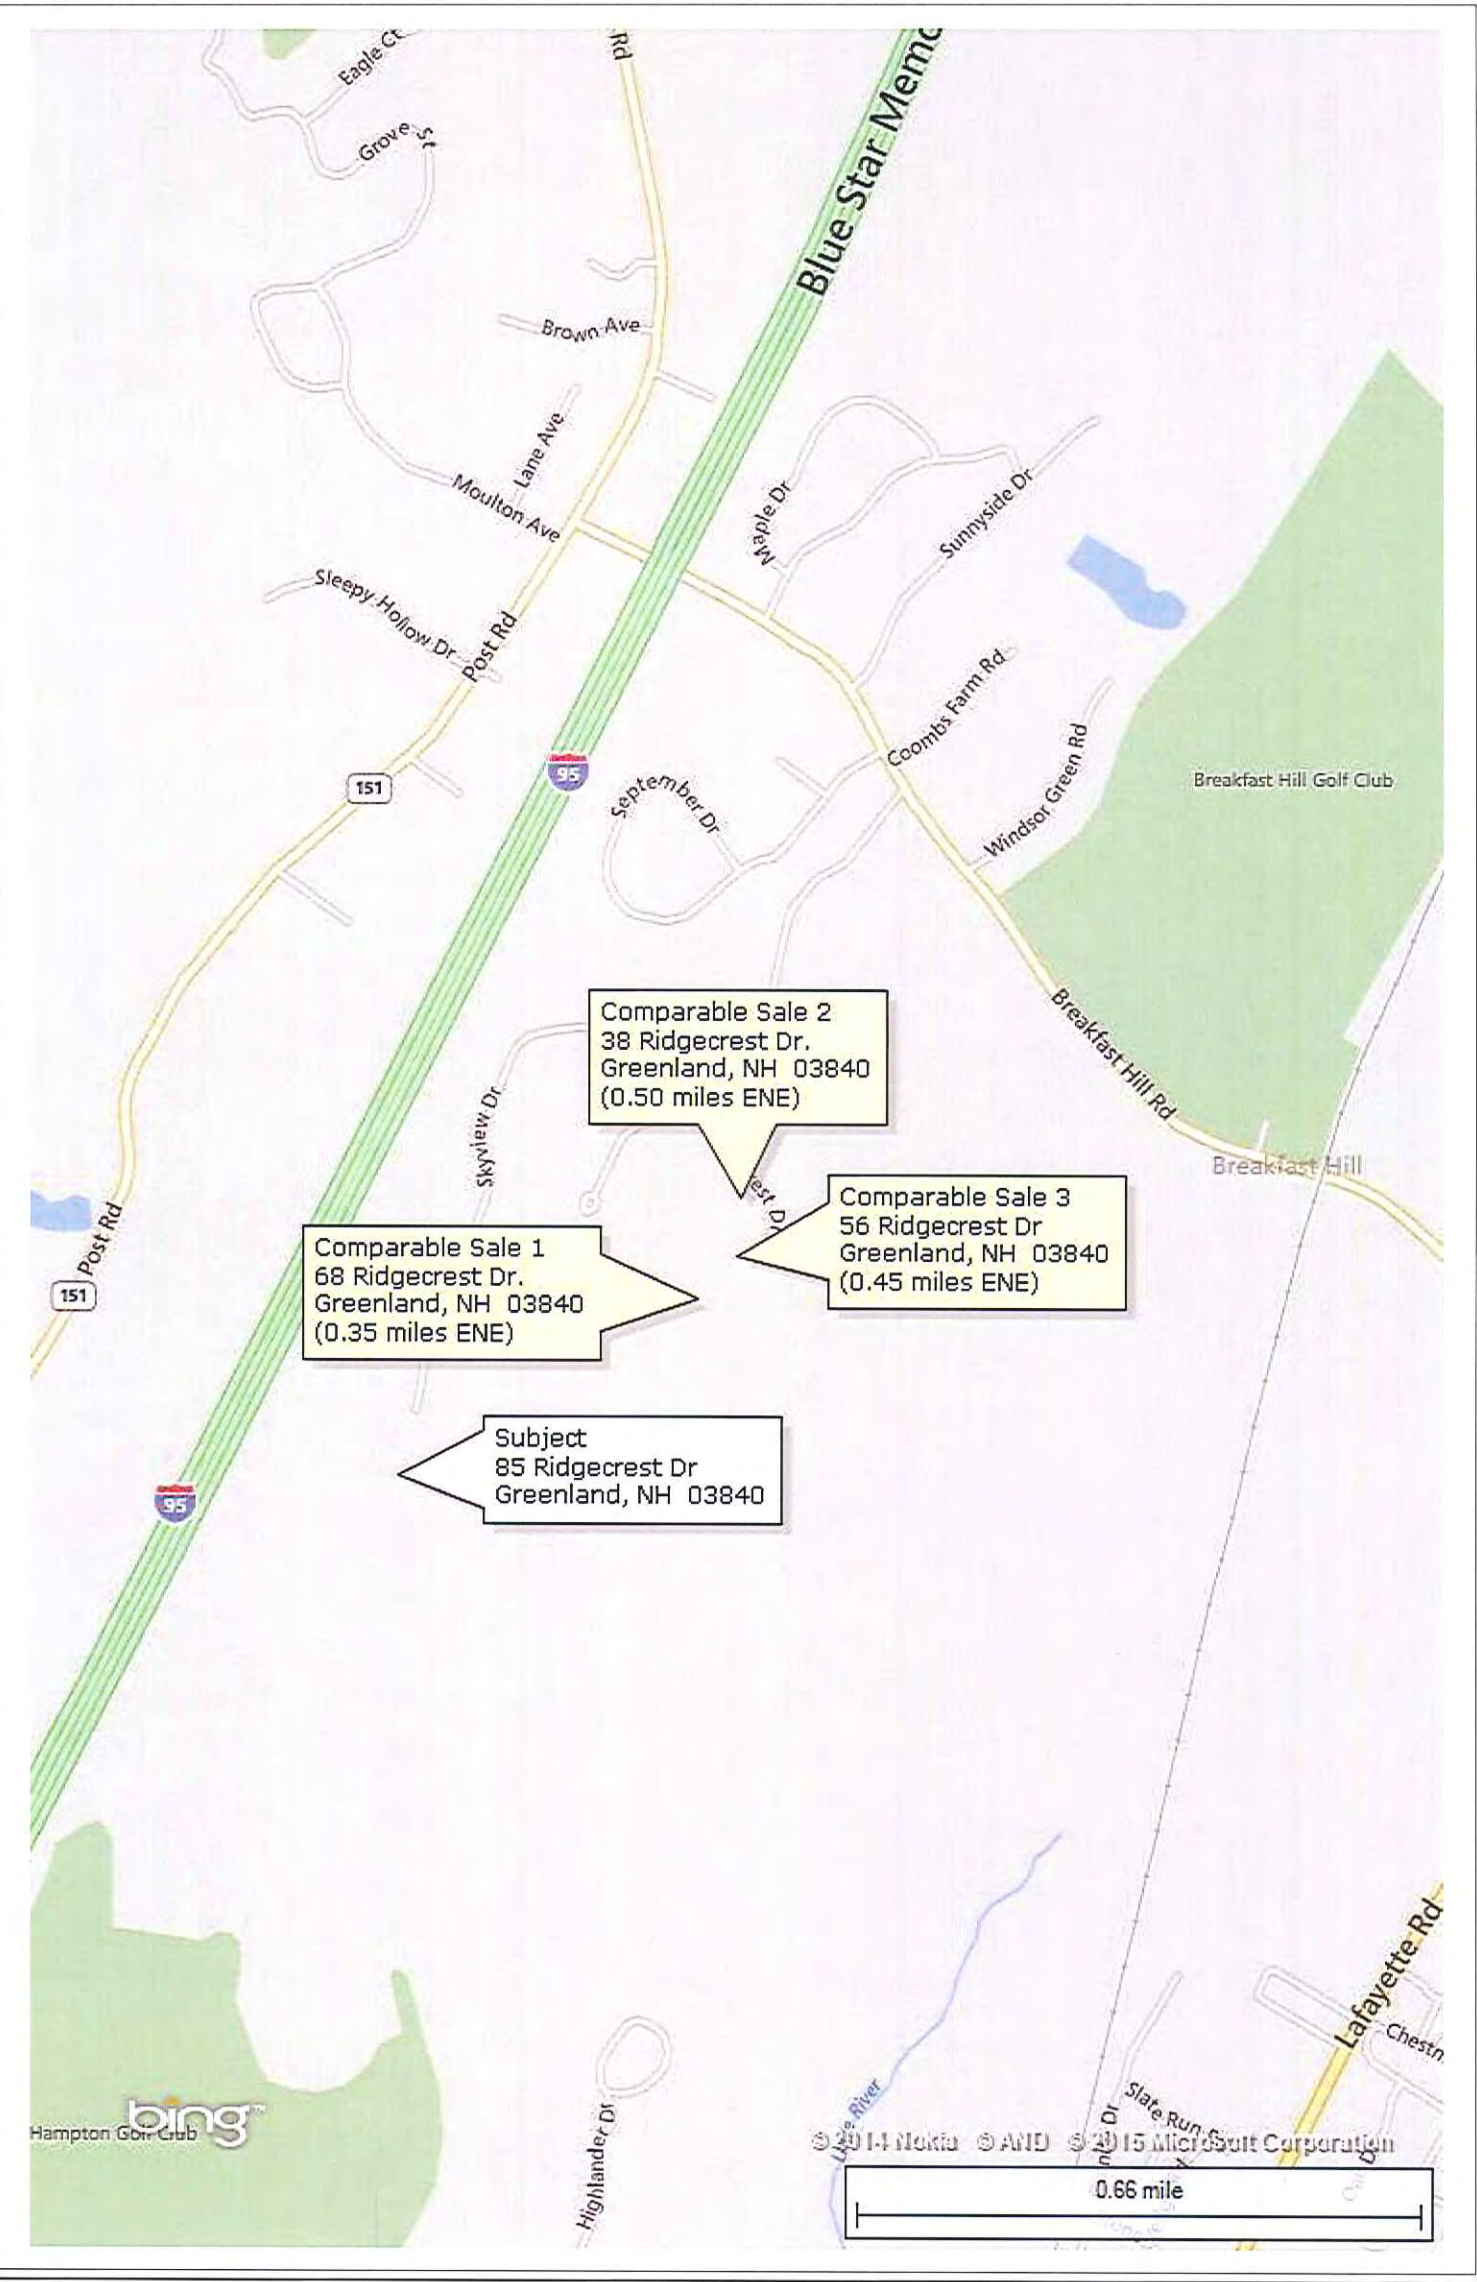 Eagle Ct
Rd
Blue Star Memo
Grove St
Brown Ave
Lane Ave
Moulton Ave
Maple Dr
Sunnyside Dr
Sleepy Hollow Dr
Post Rd
Coombs Farm Rd
Windsor Green Rd
95
151
September Dr
Breakfast Hill Golf Club
Breakfast Hill Rd
Comparable Sale 2
38 Ridgecrest Dr.
Greenland, NH 03840
(0.50 miles ENE)
Skyview Dr
Breakfast Hill
est Dr
Comparable Sale 3
56 Ridgecrest Dr
Greenland, NH 03840
(0.45 miles ENE)
Post Rd
151
Comparable Sale 1
68 Ridgecrest Dr.
Greenland, NH 03840
(0.35 miles ENE)
Subject
85 Ridgecrest Dr
Greenland, NH 03840
95
Lafayette Rd
Chestn
bing
Hampton Golf Club
Highlander Dr
River
Slate Run
Dr
© 2014 Nokia © AND © 2015 Microsoft Corporation
0.66 mile